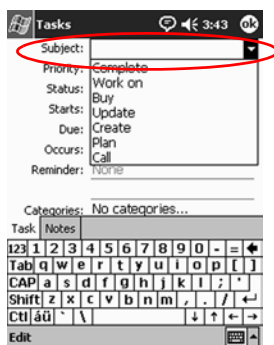 Tasks 3:43 ok
Subject:
Priority: Complete
Status: Work on
Buy
Starts: Update
Due: Create
Occurs: Plan
Call
Reminder: None
Categories: No categories...
Task Notes
123 1 2 3 4 5 6 7 8 9 0 - =
Tab q w e r t y u i o p [ ]
CAP a s d f g h j k l ; '
Shift z x c v b n m , . /
Ctl áü ` \
Edit